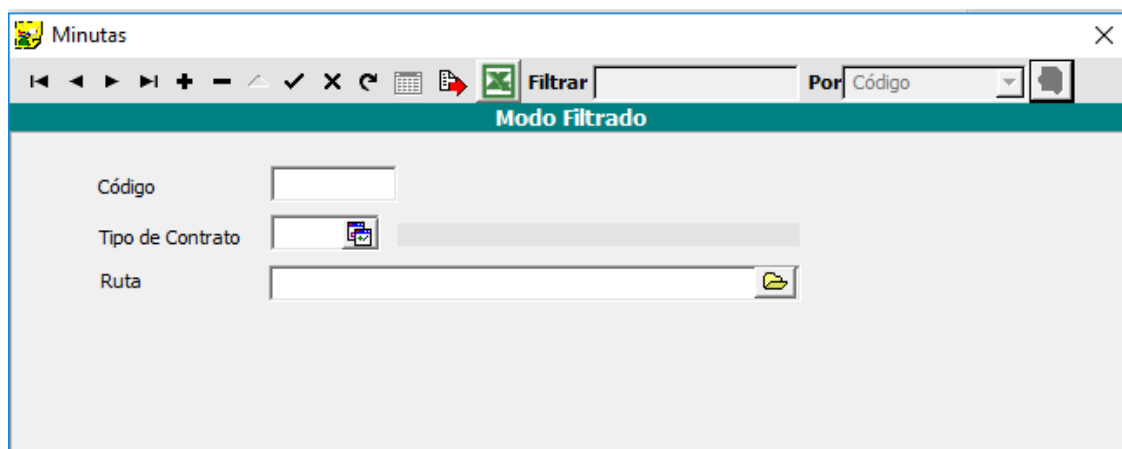 Minutas
Filtrar Por Código
Modo Filtrado
Código
Tipo de Contrato
Ruta